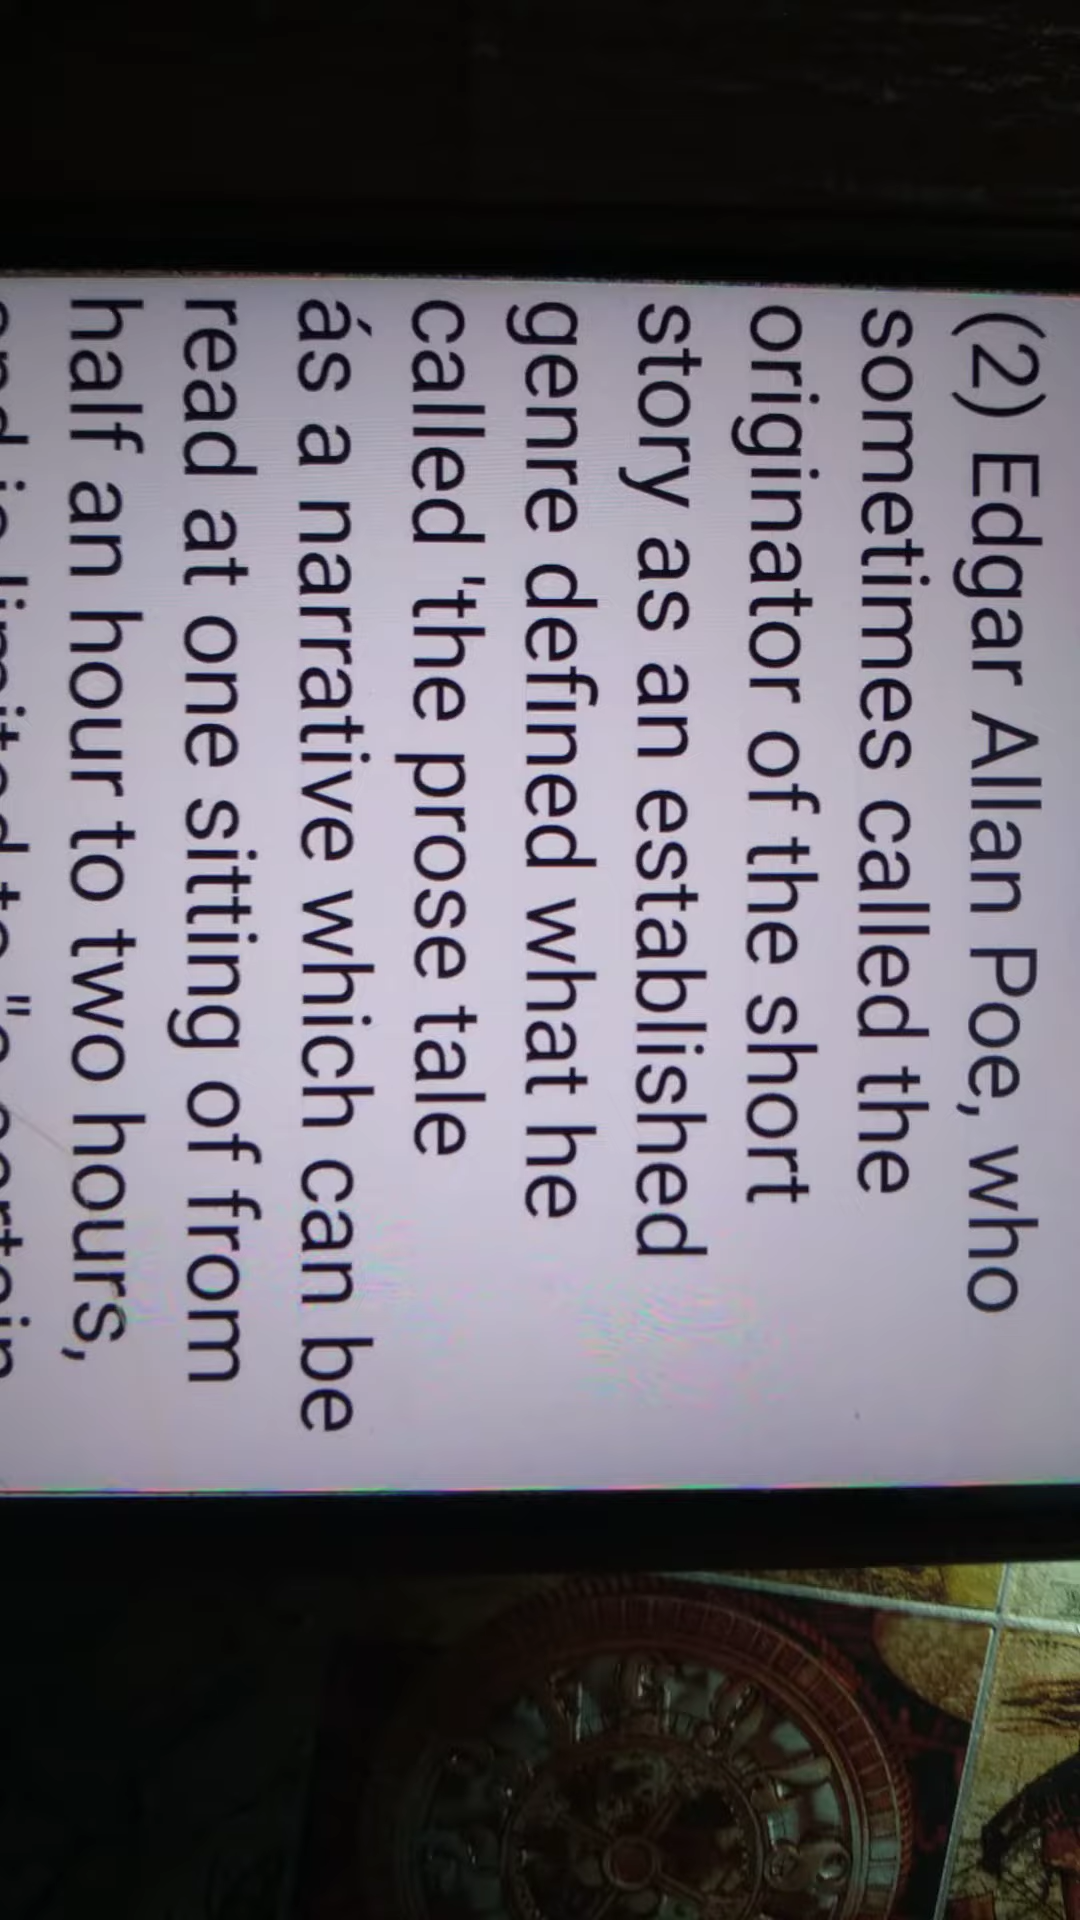 (2) Edgar Allan Poe, who
sometimes called the
originator of the short
story as an established
genre defined what he
called 'the prose tale
ás a narrative which can be
read at one sitting of from
half an hour to two hours,